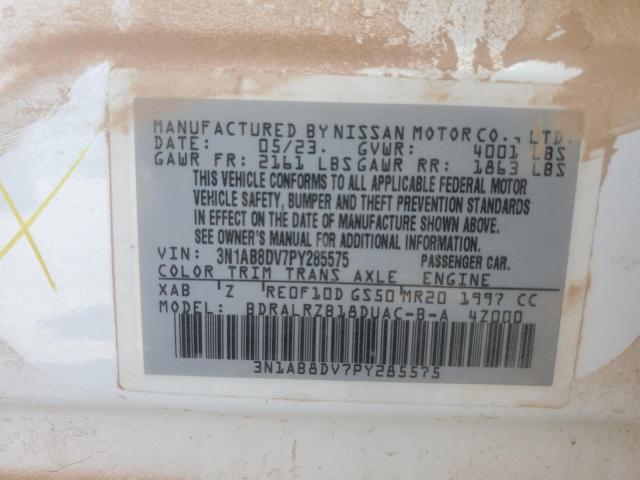 MANUFACTURED BY NISSAN MOTOR CO., LTD.
DATE: 05/23. GVWR: 4001 LBS
GAWR FR: 2161 LBS GAWR RR: 1863 LBS
THIS VEHICLE CONFORMS TO ALL APPLICABLE FEDERAL MOTOR
VEHICLE SAFETY, BUMPER AND THEFT PREVENTION STANDARDS
IN EFFECT ON THE DATE OF MANUFACTURE SHOWN ABOVE.
SEE OWNER'S MANUAL FOR ADDITIONAL INFORMATION.
VIN: 3N1AB8DV7PY285575 PASSENGER CAR.
COLOR TRIM TRANS AXLE ENGINE
XAB Z RE0F10D GS50 MR20 1997 CC
MODEL: BDRALRZB18DUAC-B-A 4Z000
3N1AB8DV7PY285575